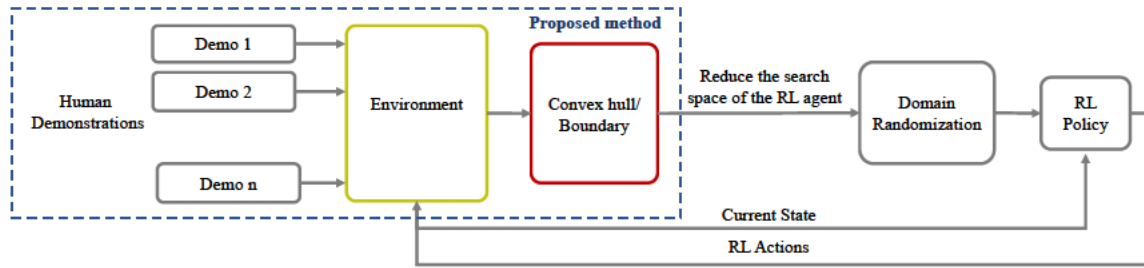 Proposed method
Demo 1
Demo 2
Human
Demonstrations
Demo n
Environment
Convex hull/
Boundary
Reduce the search
space of the RL agent
Domain
Randomization
RL
Policy
Current State
RL Actions